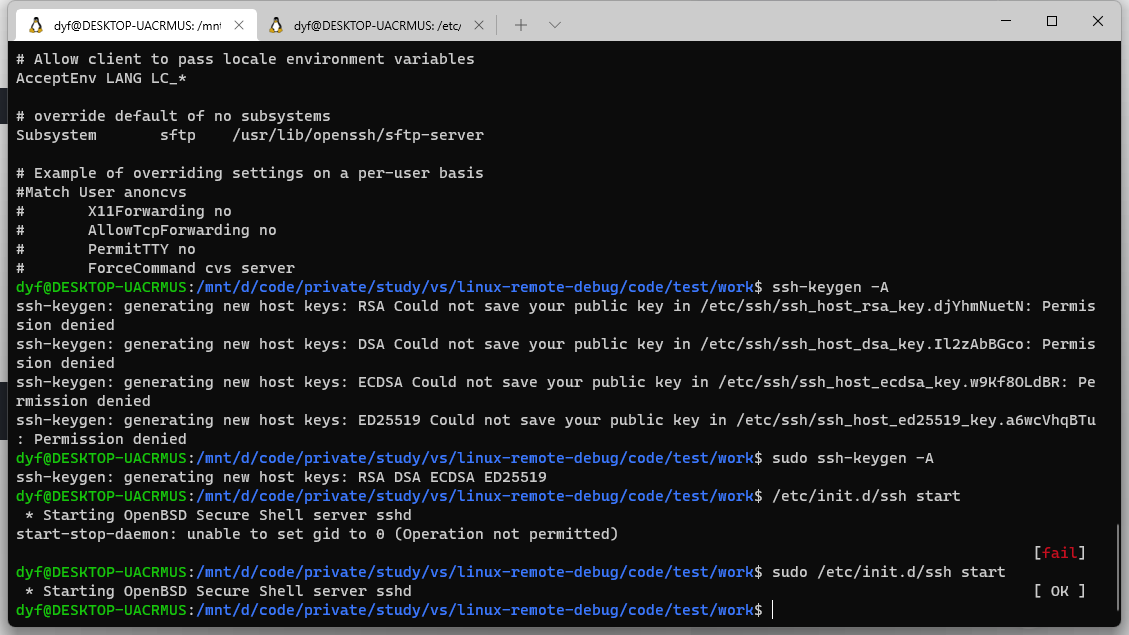 dyf@DESKTOP-UACRMUS: /mnt
dyf@DESKTOP-UACRMUS: /etc/
# Allow client to pass locale environment variables
AcceptEnv LANG LC_*
# override default of no subsystems
Subsystem       sftp    /usr/lib/openssh/sftp-server
# Example of overriding settings on a per-user basis
#Match User anoncvs
#       X11Forwarding no
#       AllowTcpForwarding no
#       PermitTTY no
#       ForceCommand cvs server
dyf@DESKTOP-UACRMUS:/mnt/d/code/private/study/vs/linux-remote-debug/code/test/work$ ssh-keygen -A
ssh-keygen: generating new host keys: RSA Could not save your public key in /etc/ssh/ssh_host_rsa_key.djYhmNuetN: Permis
sion denied
ssh-keygen: generating new host keys: DSA Could not save your public key in /etc/ssh/ssh_host_dsa_key.Il2zAbBGco: Permis
sion denied
ssh-keygen: generating new host keys: ECDSA Could not save your public key in /etc/ssh/ssh_host_ecdsa_key.w9Kf8OLdBR: Pe
rmission denied
ssh-keygen: generating new host keys: ED25519 Could not save your public key in /etc/ssh/ssh_host_ed25519_key.a6wcVhqBTu
: Permission denied
dyf@DESKTOP-UACRMUS:/mnt/d/code/private/study/vs/linux-remote-debug/code/test/work$ sudo ssh-keygen -A
ssh-keygen: generating new host keys: RSA DSA ECDSA ED25519
dyf@DESKTOP-UACRMUS:/mnt/d/code/private/study/vs/linux-remote-debug/code/test/work$ /etc/init.d/ssh start
 * Starting OpenBSD Secure Shell server sshd
start-stop-daemon: unable to set gid to 0 (Operation not permitted)
[fail]
dyf@DESKTOP-UACRMUS:/mnt/d/code/private/study/vs/linux-remote-debug/code/test/work$ sudo /etc/init.d/ssh start
 * Starting OpenBSD Secure Shell server sshd [ OK ]
dyf@DESKTOP-UACRMUS:/mnt/d/code/private/study/vs/linux-remote-debug/code/test/work$